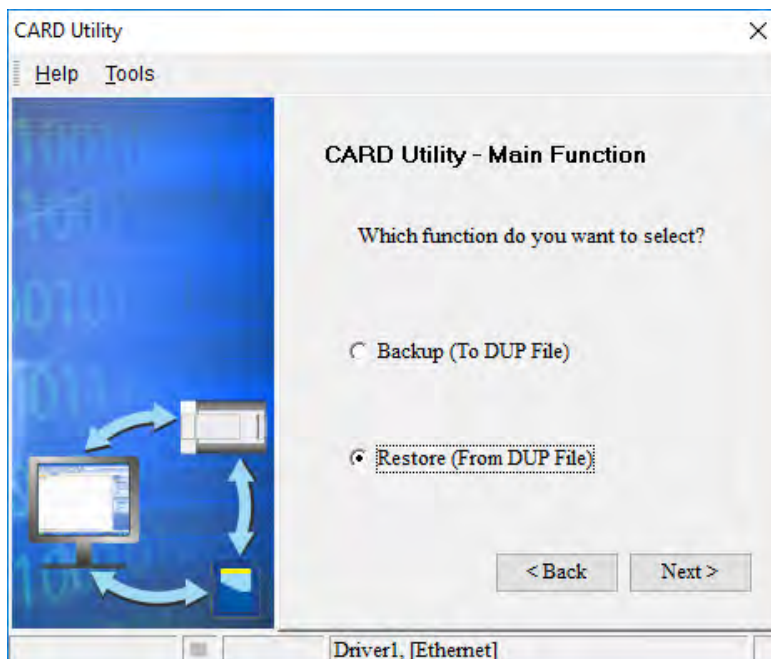 CARD Utility
Help Tools
CARD Utility - Main Function
Which function do you want to select?
Backup (To DUP File)
Restore (From DUP File)
< Back Next >
Driver1, [Ethernet]